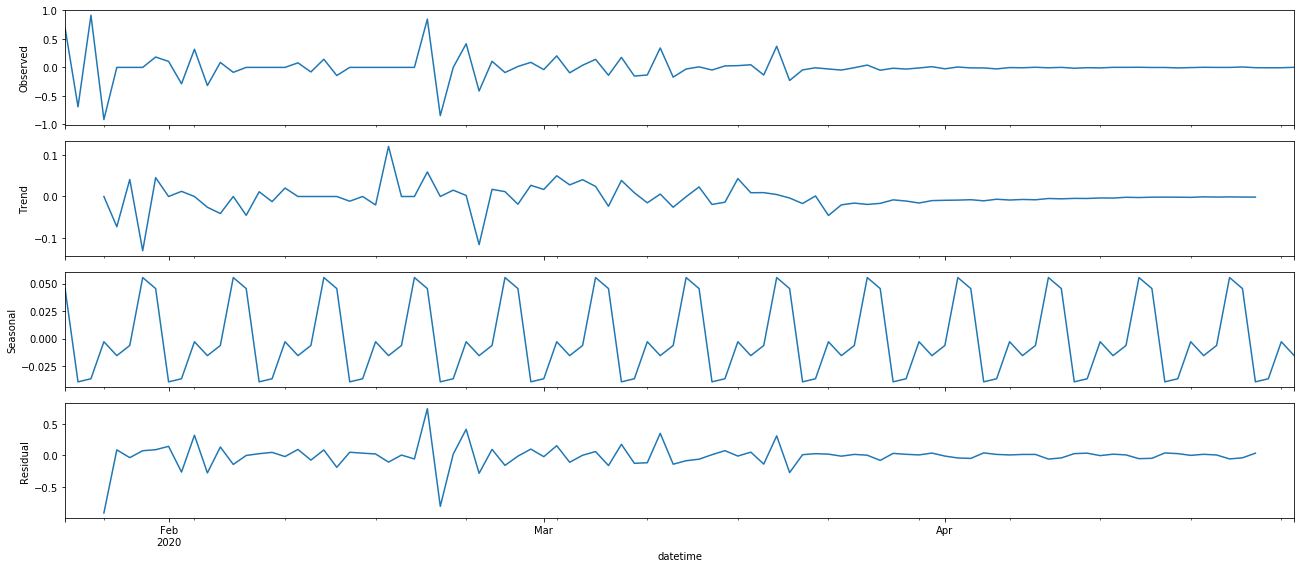 1.0
0.5
0.0
−0.5
−1.0
Observed
0.1
0.0
−0.1
Trend
0.050
0.025
0.000
−0.025
Seasonal
0.5
0.0
−0.5
Residual
Feb
2020
Mar
Apr
datetime